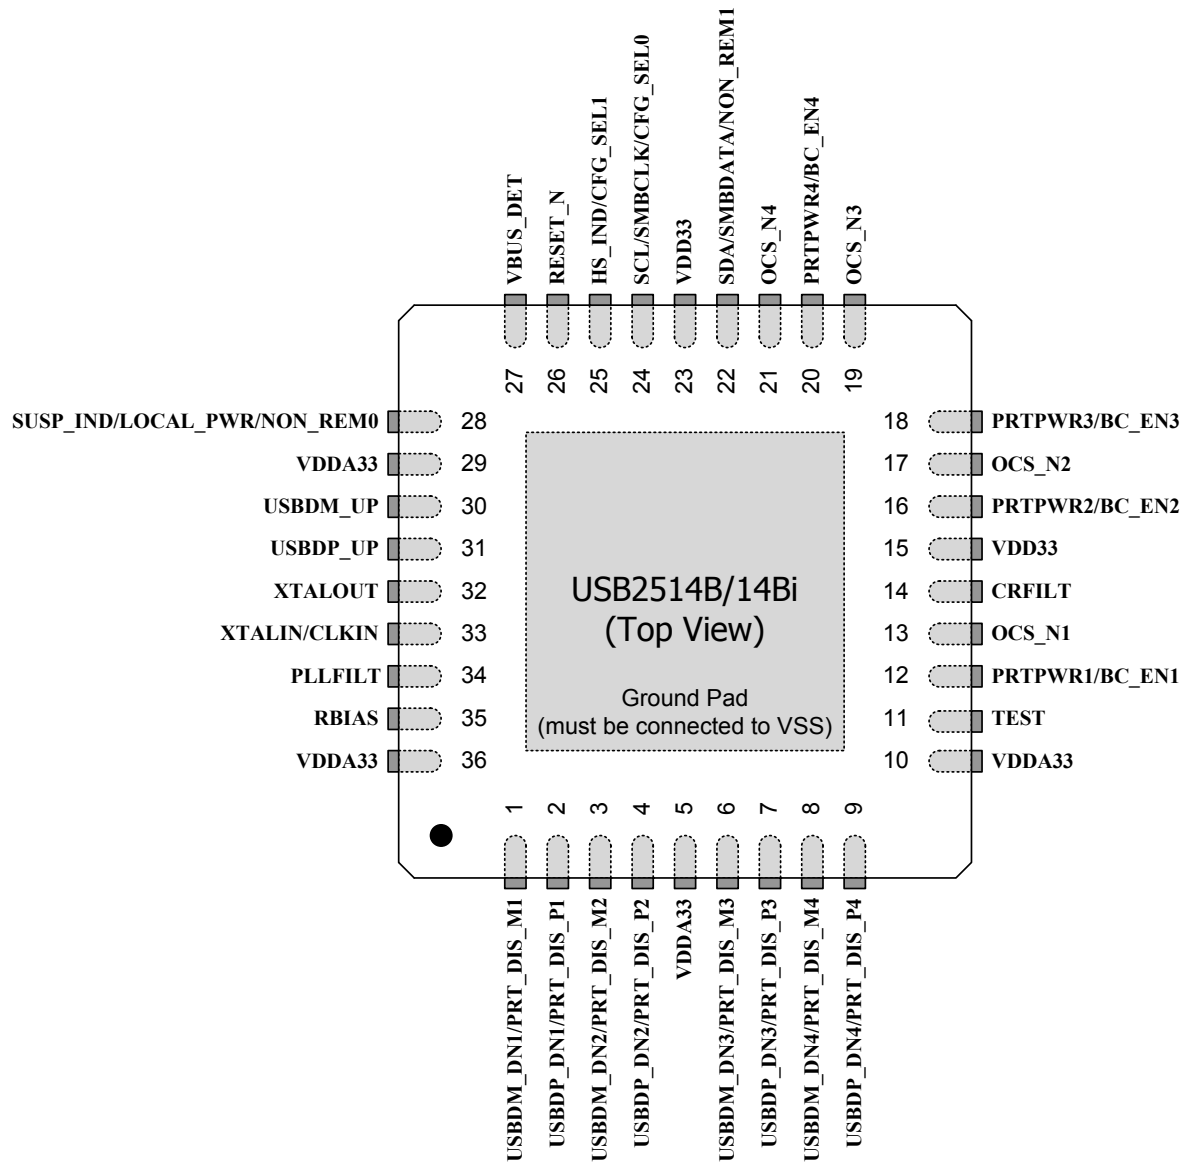 VBUS_DET
RESET_N
HS_IND/CFG_SEL1
SCL/SMBCLK/CFG_SEL0
VDD33
SDA/SMBDATA/NON_REM1
OCS_N4
PRTPWR4/BC_EN4
OCS_N3
27
26
25
24
23
22
21
20
19
SUSP_IND/LOCAL_PWR/NON_REM0 28
VDDA33 29
USBDM_UP 30
USBDP_UP 31
XTALOUT 32
XTALIN/CLKIN 33
PLLFILT 34
RBIAS 35
VDDA33 36
USB2514B/14Bi
(Top View)
Ground Pad
(must be connected to VSS)
18 PRTPWR3/BC_EN3
17 OCS_N2
16 PRTPWR2/BC_EN2
15 VDD33
14 CRFILT
13 OCS_N1
12 PRTPWR1/BC_EN1
11 TEST
10 VDDA33
1
2
3
4
5
6
7
8
9
USBDM_DN1/PRT_DIS_M1
USBDP_DN1/PRT_DIS_P1
USBDM_DN2/PRT_DIS_M2
USBDP_DN2/PRT_DIS_P2
VDDA33
USBDM_DN3/PRT_DIS_M3
USBDP_DN3/PRT_DIS_P3
USBDM_DN4/PRT_DIS_M4
USBDP_DN4/PRT_DIS_P4